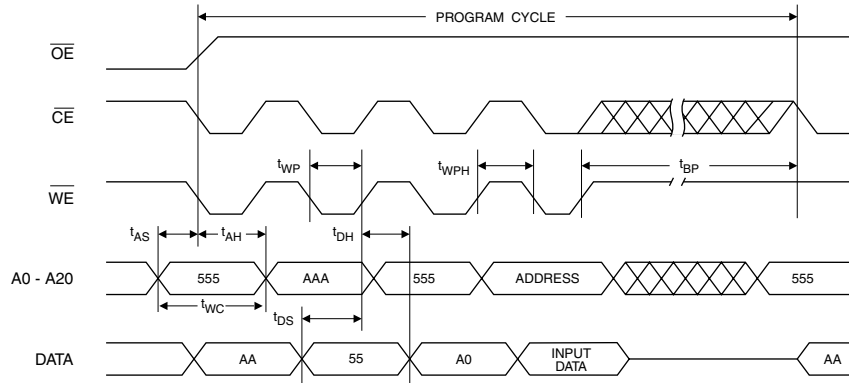 PROGRAM CYCLE
OE
CE
tWP
tWPH
tBP
WE
tAS
tAH
tDH
A0 - A20
555
AAA
555
ADDRESS
555
tWC
tDS
DATA
AA
55
A0
INPUT
DATA
AA